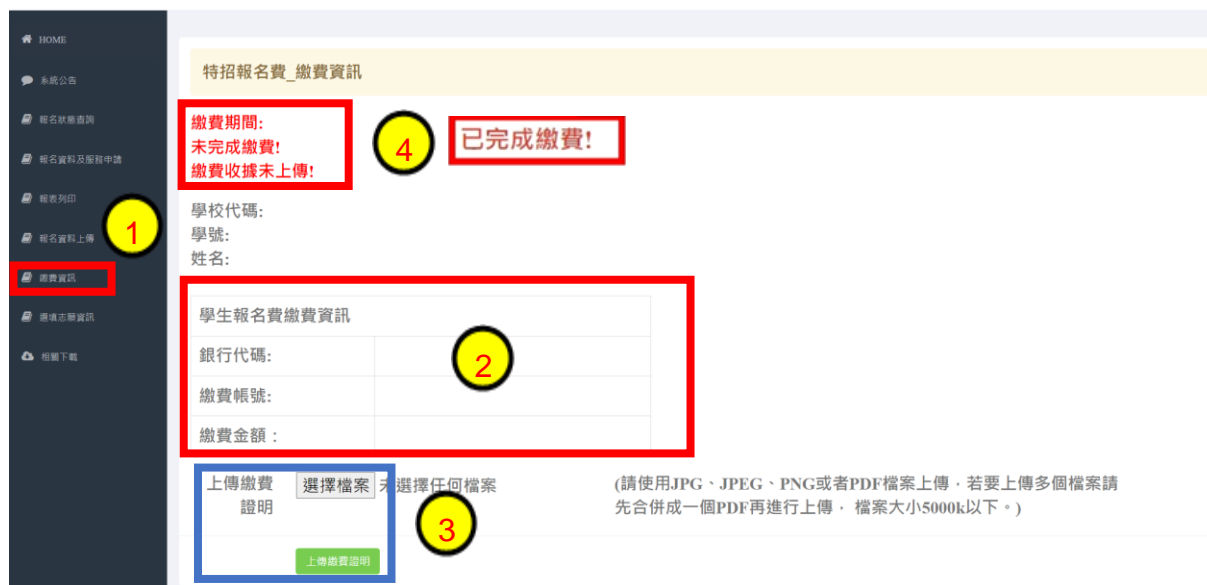 HOME
系統公告
報名狀態查詢
報名資料及服務申請
報表列印
報名資料上傳
繳費資訊
選填志願資訊
相關下載
1
特招報名費_繳費資訊
繳費期間:
未完成繳費!
繳費收據未上傳!
4
已完成繳費!
學校代碼:
學號:
姓名:
學生報名費繳費資訊
銀行代碼:
繳費帳號:
繳費金額：
2
上傳繳費
證明
選擇檔案 未選擇任何檔案
(請使用JPG、JPEG、PNG或者PDF檔案上傳，若要上傳多個檔案請
先合併成一個PDF再進行上傳， 檔案大小5000k以下。)
3
上傳繳費證明